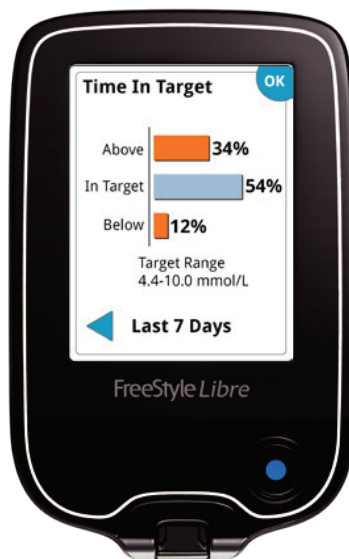 Time In Target
OK
Above 34%
In Target 54%
Below 12%
Target Range
4.4-10.0 mmol/L
Last 7 Days
FreeStyle Libre